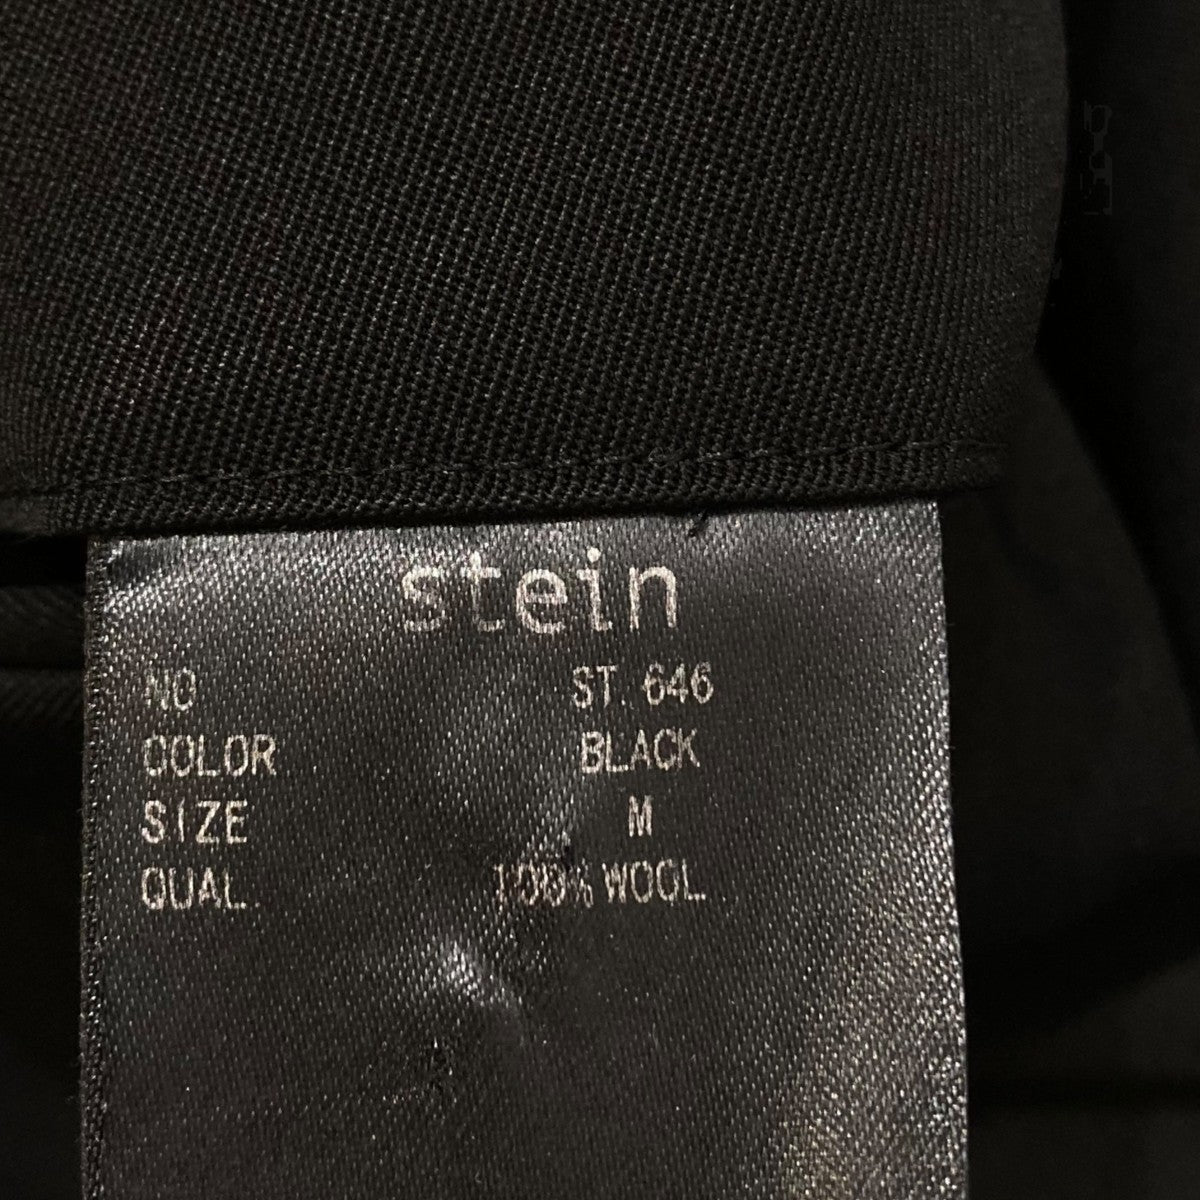 stein
NO ST. 646
COLOR BLACK
SIZE M
QUAL. 100% WOOL